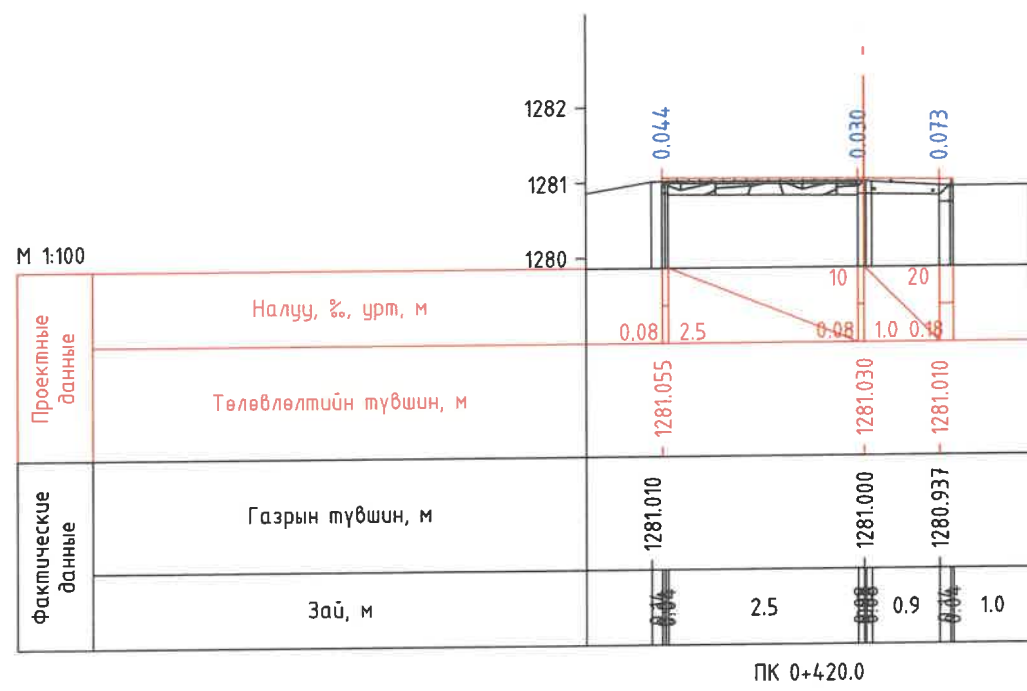 1282
0.044
0.030
0.073
1281
1280
М 1:100
Проектные данные
Налуу, ‰, урт, м
10
20
0.08
2.5
0.08
1.0
0.18
Төлөвлөлтийн түвшин, м
1281.055
1281.030
1281.010
Фактические данные
Газрын түвшин, м
1281.010
1281.000
1280.937
Зай, м
2.5
0.9
1.0
ПК 0+420.0